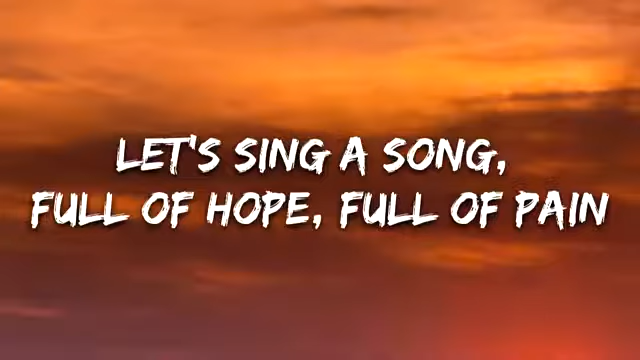 LET'S SING A SONG,
FULL OF HOPE, FULL OF PAIN